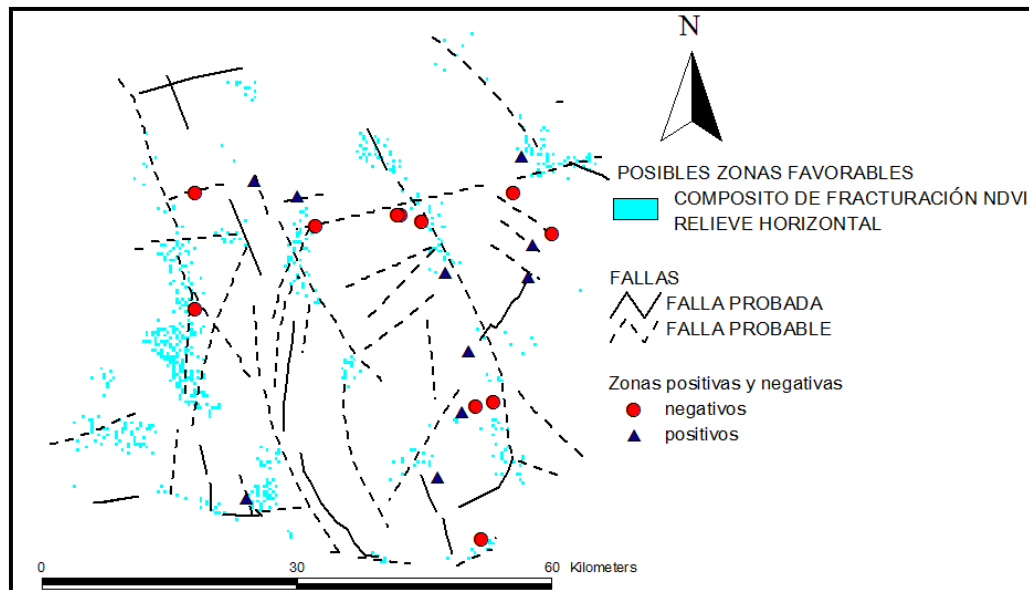 N
POSIBLES ZONAS FAVORABLES
COMPOSITO DE FRACTURACIÓN NDVI
RELIEVE HORIZONTAL
FALLAS
FALLA PROBADA
FALLA PROBABLE
Zonas positivas y negativas
negativos
positivos
0 30 60 Kilometers